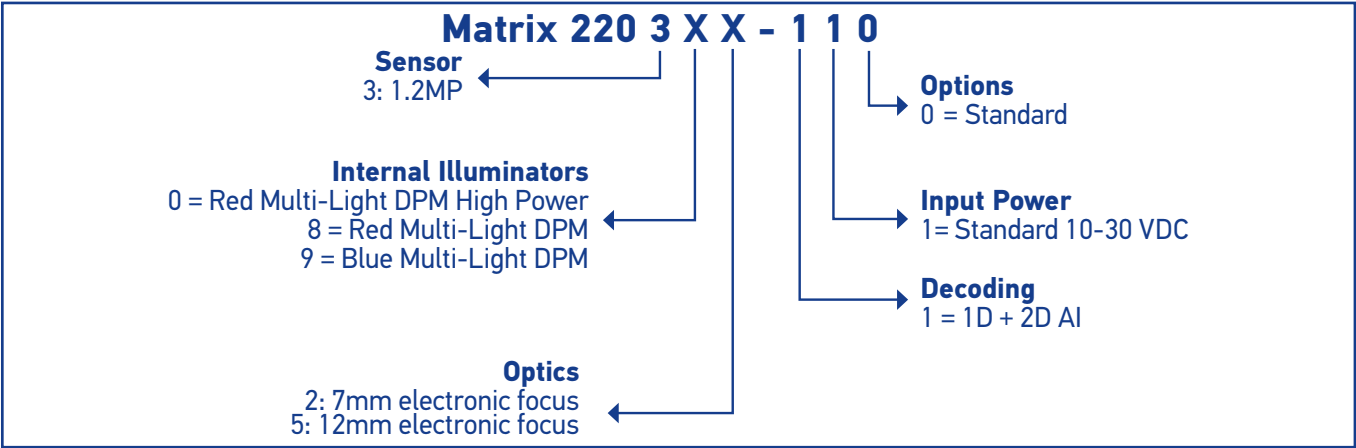 Matrix 220 3 X X - 1 1 0
Sensor
3: 1.2MP
Options
0 = Standard
Internal Illuminators
0 = Red Multi-Light DPM High Power
8 = Red Multi-Light DPM
9 = Blue Multi-Light DPM
Input Power
1= Standard 10-30 VDC
Decoding
1 = 1D + 2D AI
Optics
2: 7mm electronic focus
5: 12mm electronic focus